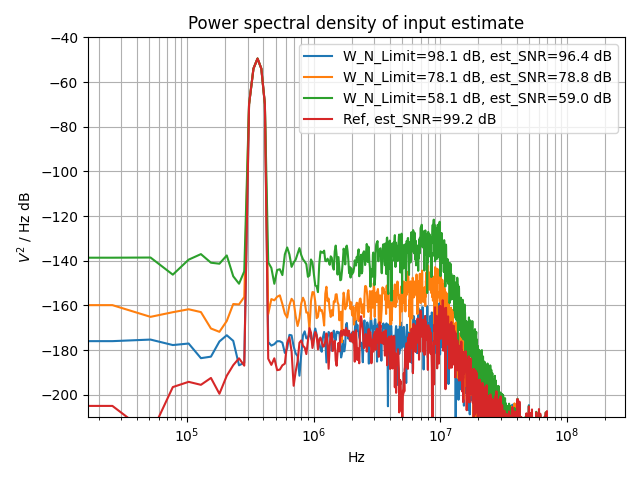 Power spectral density of input estimate
W_N_Limit=98.1 dB, est_SNR=96.4 dB
W_N_Limit=78.1 dB, est_SNR=78.8 dB
W_N_Limit=58.1 dB, est_SNR=59.0 dB
Ref, est_SNR=99.2 dB
V² / Hz dB
−40
−60
−80
−100
−120
−140
−160
−180
−200
10⁵ 10⁶ 10⁷ 10⁸
Hz